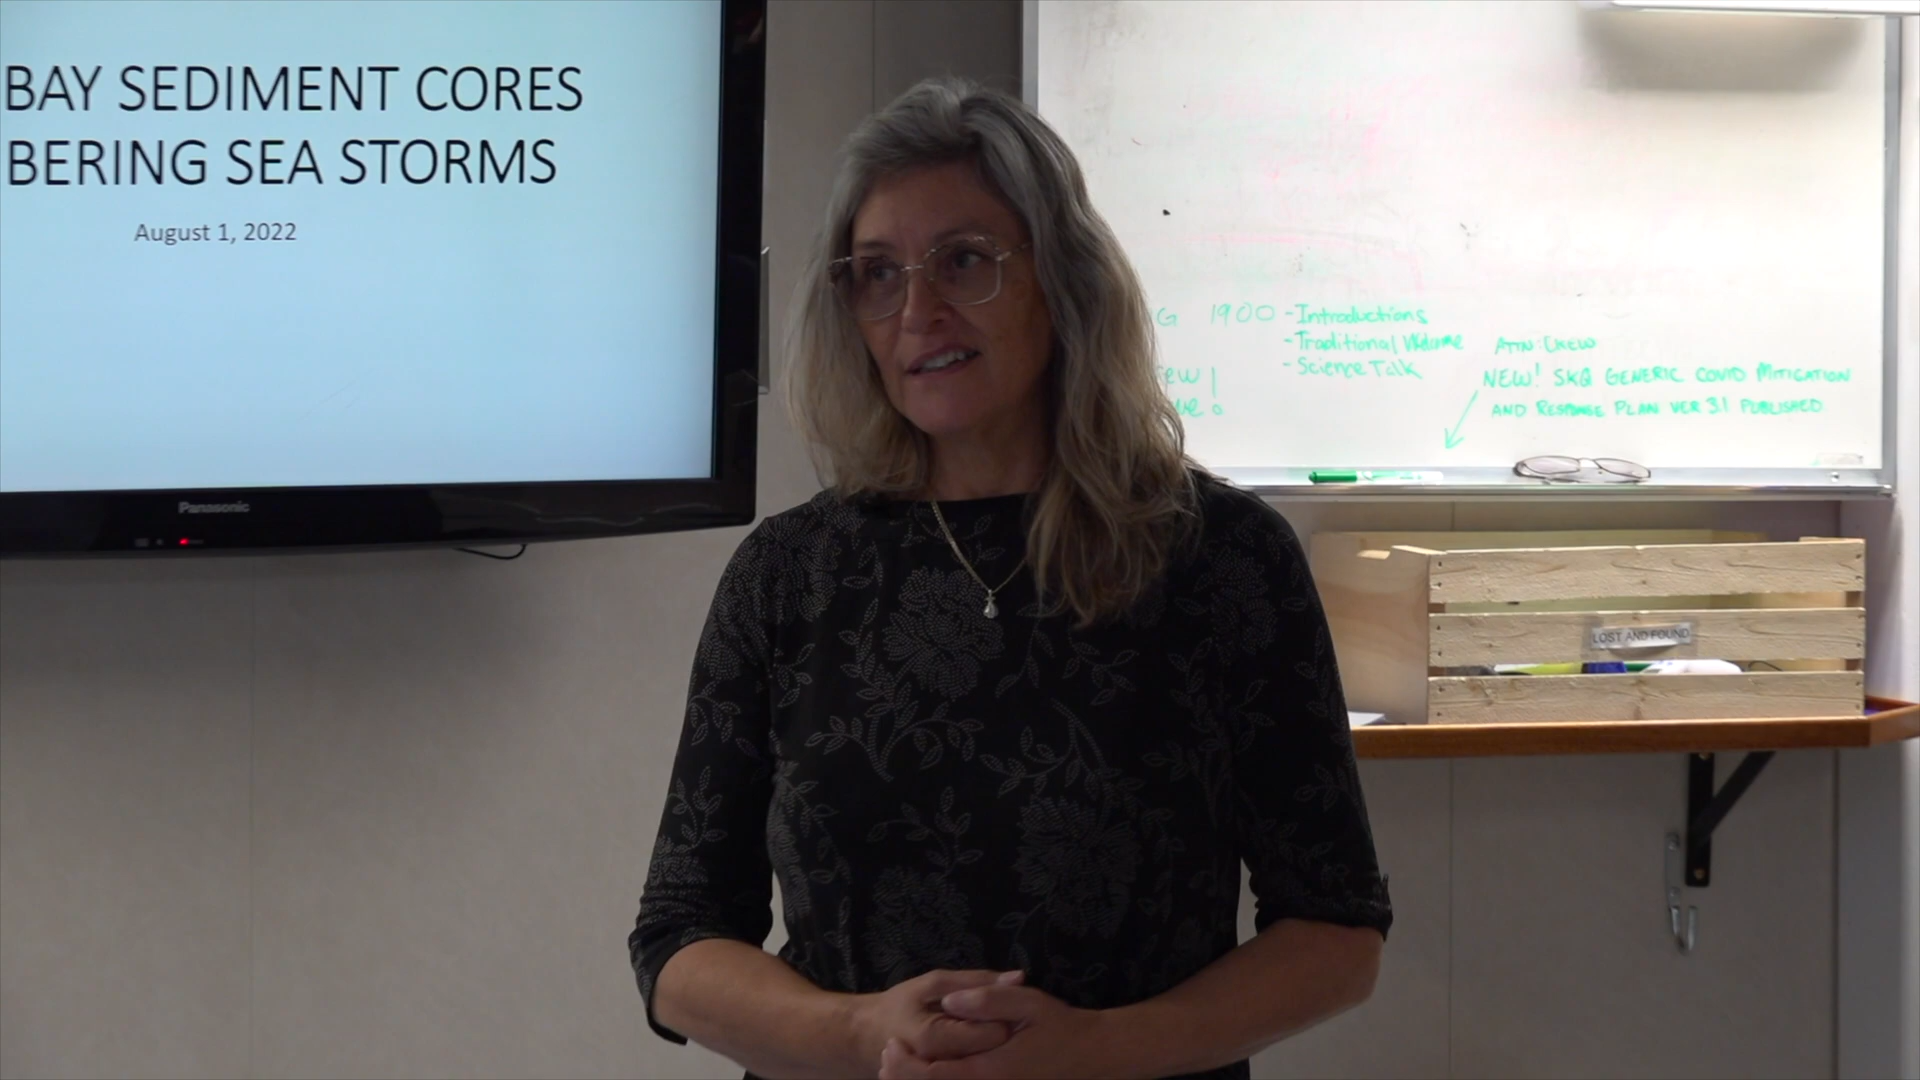 BAY SEDIMENT CORES
BERING SEA STORMS
August 1, 2022
Panasonic
G 1900 - Introductions
- Traditional Welcome
- Science Talk
ew!
ATTN: CREW
NEW! SKQ GENERIC COVID MITIGATION
AND RESPONSE PLAN VER 3.1 PUBLISHED
LOST AND FOUND